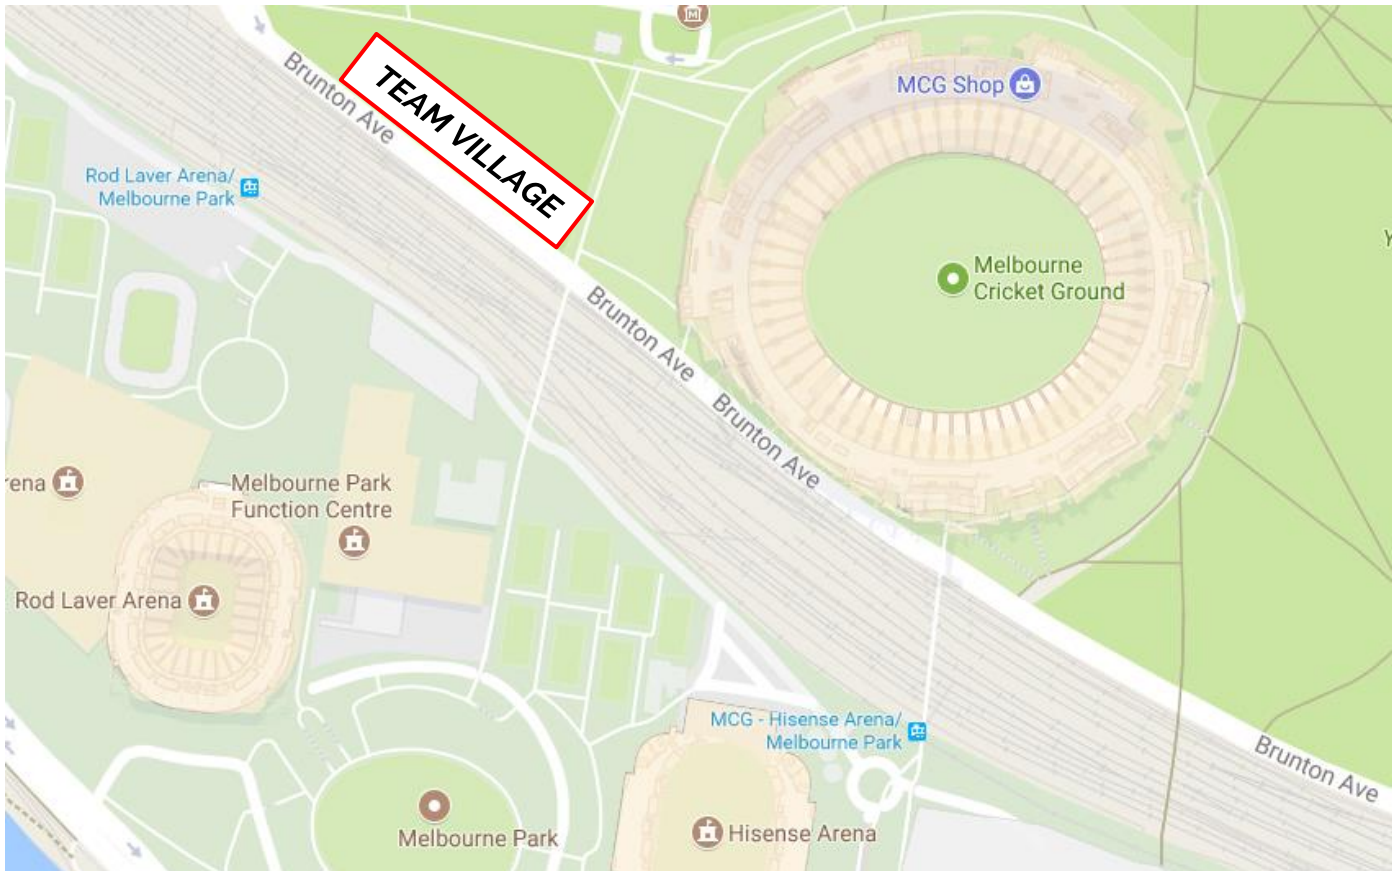 Brunton Ave
TEAM VILLAGE
MCG Shop
Rod Laver Arena/
Melbourne Park
Melbourne
Cricket Ground
Brunton Ave
Brunton Ave
rena
Melbourne Park
Function Centre
Rod Laver Arena
MCG - Hisense Arena/
Melbourne Park
Brunton Ave
Melbourne Park
Hisense Arena